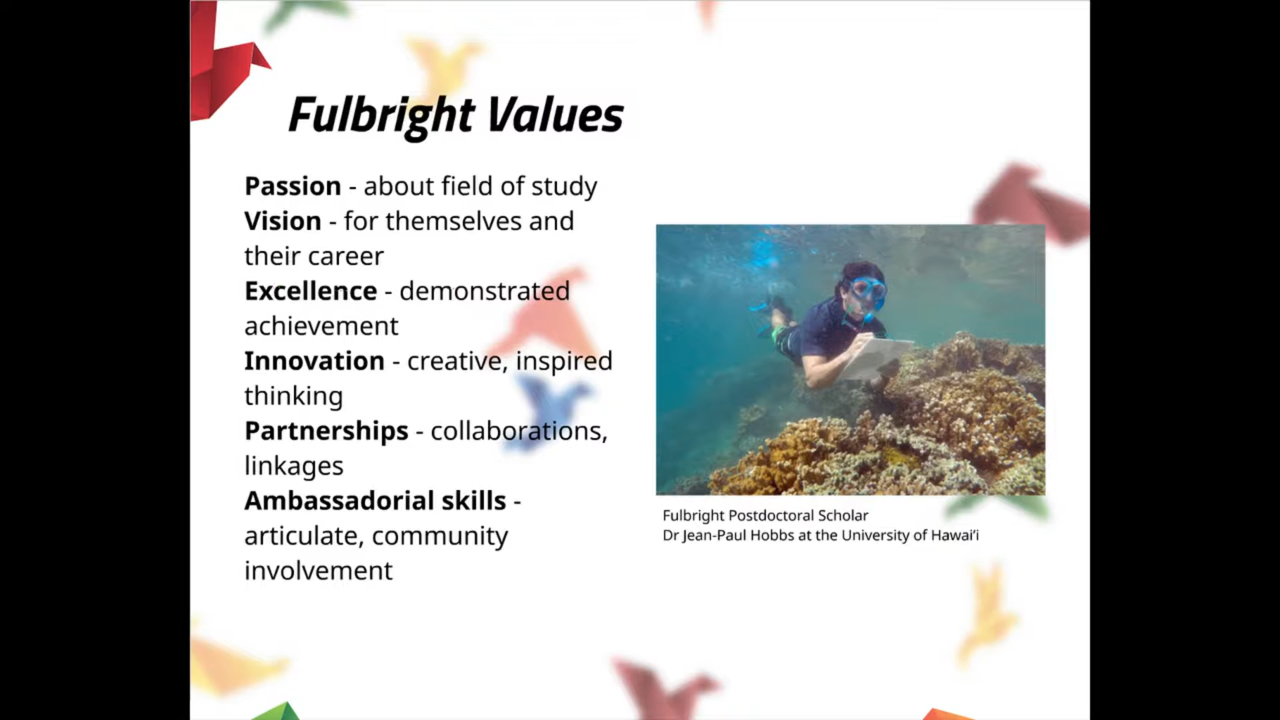 Fulbright Values
Passion - about field of study
Vision - for themselves and
their career
Excellence - demonstrated
achievement
Innovation - creative, inspired
thinking
Partnerships - collaborations,
linkages
Ambassadorial skills -
articulate, community
involvement
Fulbright Postdoctoral Scholar
Dr Jean-Paul Hobbs at the University of Hawai’i